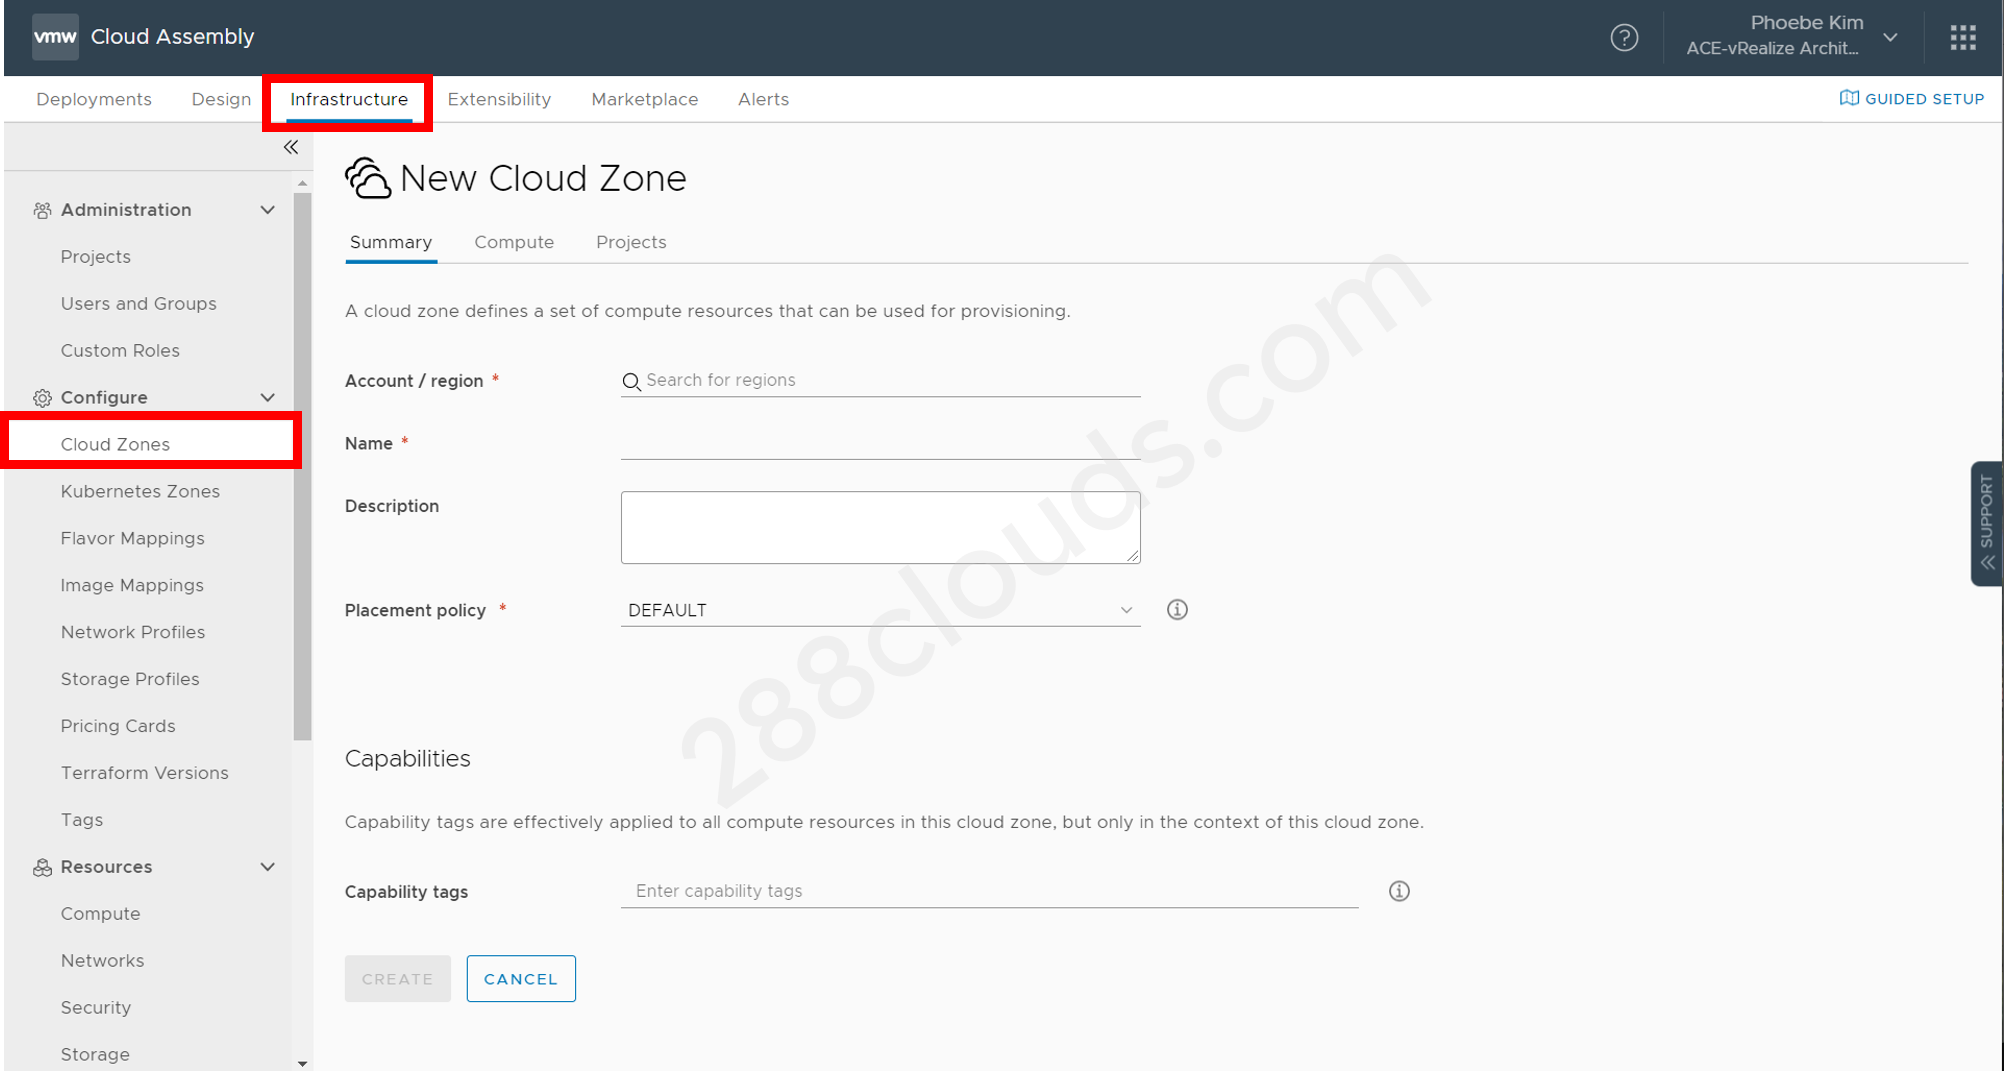 vmw Cloud Assembly
Phoebe Kim
ACE-vRealize Archit...
Deployments Design Infrastructure Extensibility Marketplace Alerts
GUIDED SETUP
Administration
Projects
Users and Groups
Custom Roles
Configure
Cloud Zones
Kubernetes Zones
Flavor Mappings
Image Mappings
Network Profiles
Storage Profiles
Pricing Cards
Terraform Versions
Tags
Resources
Compute
Networks
Security
Storage
New Cloud Zone
Summary Compute Projects
A cloud zone defines a set of compute resources that can be used for provisioning.
Account / region * Search for regions
Name *
Description
Placement policy * DEFAULT
Capabilities
Capability tags are effectively applied to all compute resources in this cloud zone, but only in the context of this cloud zone.
Capability tags Enter capability tags
CREATE CANCEL
SUPPORT
288clouds.com